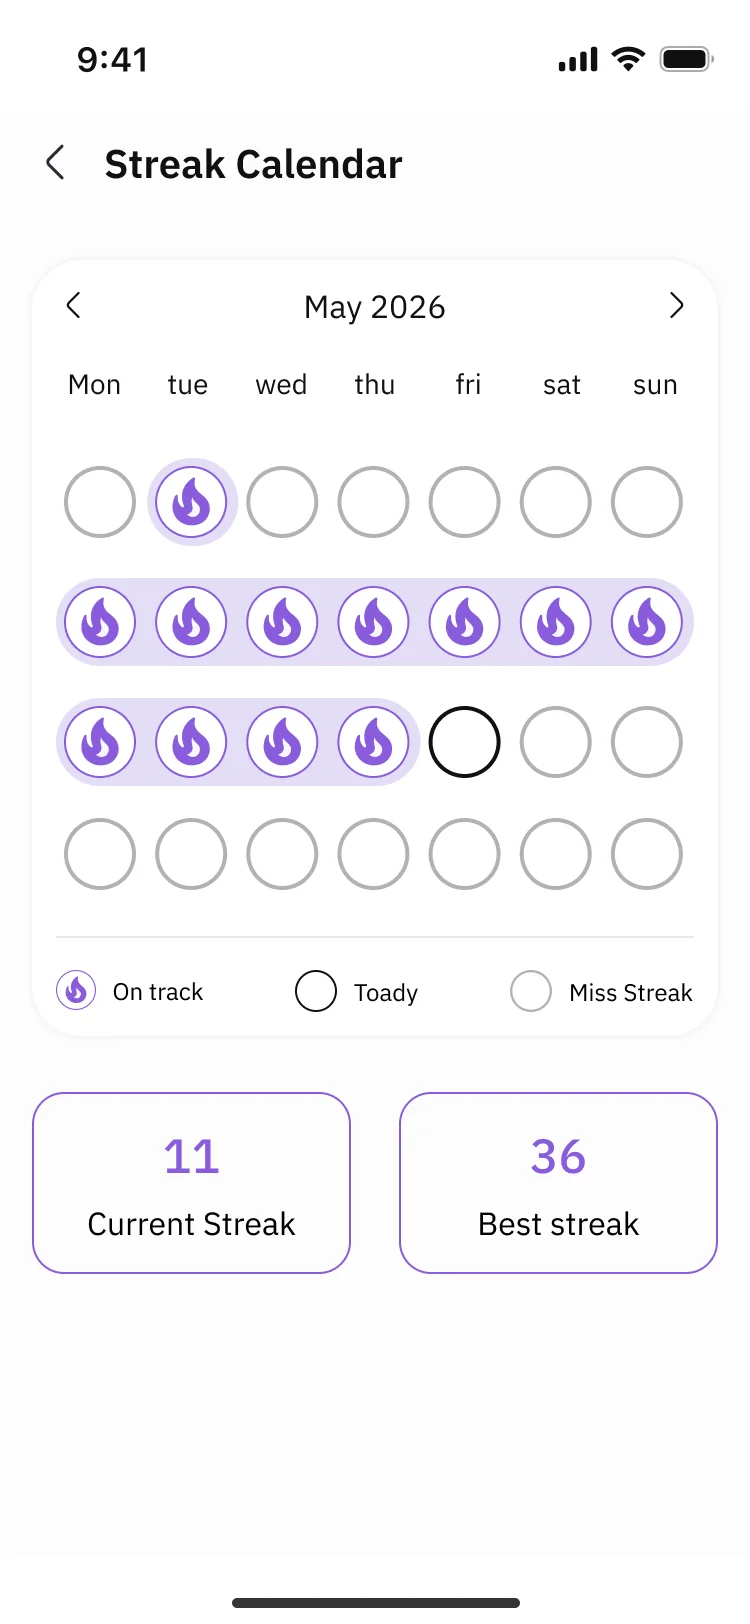 9:41
Streak Calendar
May 2026
Mon tue wed thu fri sat sun
On track Toady Miss Streak
11 36
Current Streak Best streak